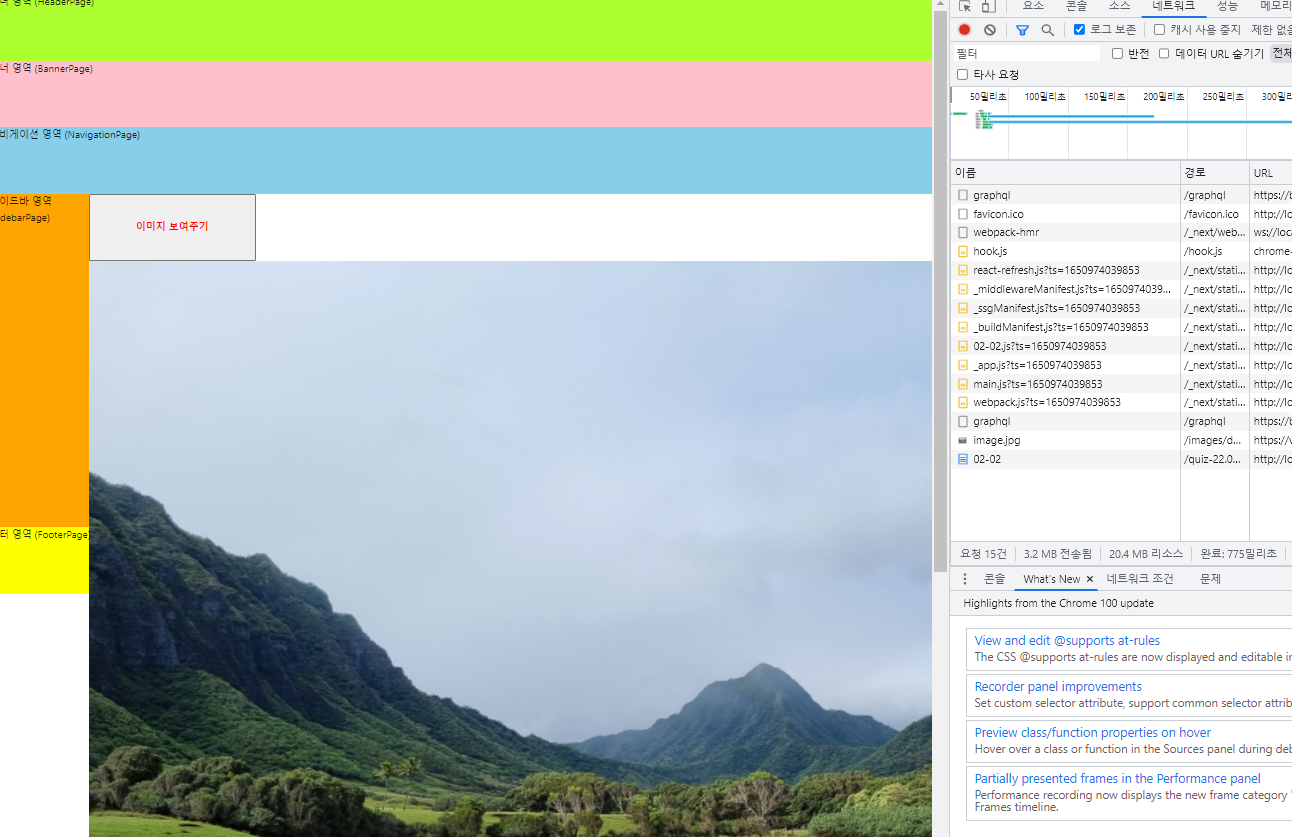 너 영역 (HeaderPage)
너 영역 (BannerPage)
비게이션 영역 (NavigationPage)
이드바 영역
debarPage)
이미지 보여주기
터 영역 (FooterPage)
요소 콘솔 소스 네트워크 성능 메모리
로그 보존 캐시 사용 중지 제한 없음
필터 반전 데이터 URL 숨기기 전체
타사 요청
50밀리초 100밀리초 150밀리초 200밀리초 250밀리초 300밀리
이름 경로 URL
graphql /graphql https://b
favicon.ico /favicon.ico http://lo
webpack-hmr /_next/web... ws://loc
hook.js /hook.js chrome-
react-refresh.js?ts=1650974039853 /_next/stati... http://lo
_middlewareManifest.js?ts=1650974039... /_next/stati... http://lo
_ssgManifest.js?ts=1650974039853 /_next/stati... http://lo
_buildManifest.js?ts=1650974039853 /_next/stati... http://lo
02-02.js?ts=1650974039853 /_next/stati... http://lo
_app.js?ts=1650974039853 /_next/stati... http://lo
main.js?ts=1650974039853 /_next/stati... http://lo
webpack.js?ts=1650974039853 /_next/stati... http://lo
graphql /graphql https://b
image.jpg /images/d... https://v
02-02 /quiz-22.0... http://lo
요청 15건 3.2 MB 전송됨 20.4 MB 리소스 완료: 775밀리초
콘솔 What's New × 네트워크 조건 문제
Highlights from the Chrome 100 update
View and edit @supports at-rules
The CSS @supports at-rules are now displayed and editable in
Recorder panel improvements
Set custom selector attribute, support common selector attrib
Preview class/function properties on hover
Hover over a class or function in the Sources panel during deb
Partially presented frames in the Performance panel
Performance recording now displays the new frame category "
Frames timeline.